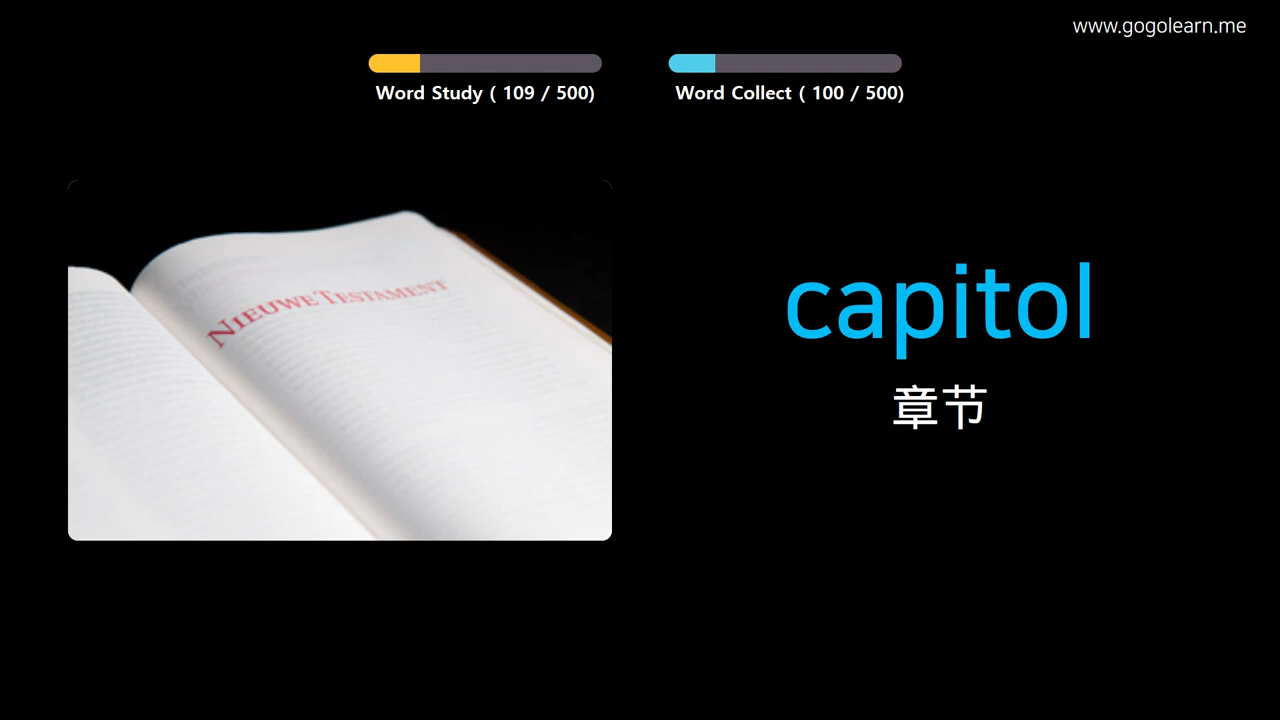 www.gogolearn.me
Word Study ( 109 / 500)
Word Collect ( 100 / 500)
NIEUWE TESTAMENT
capitol
章节